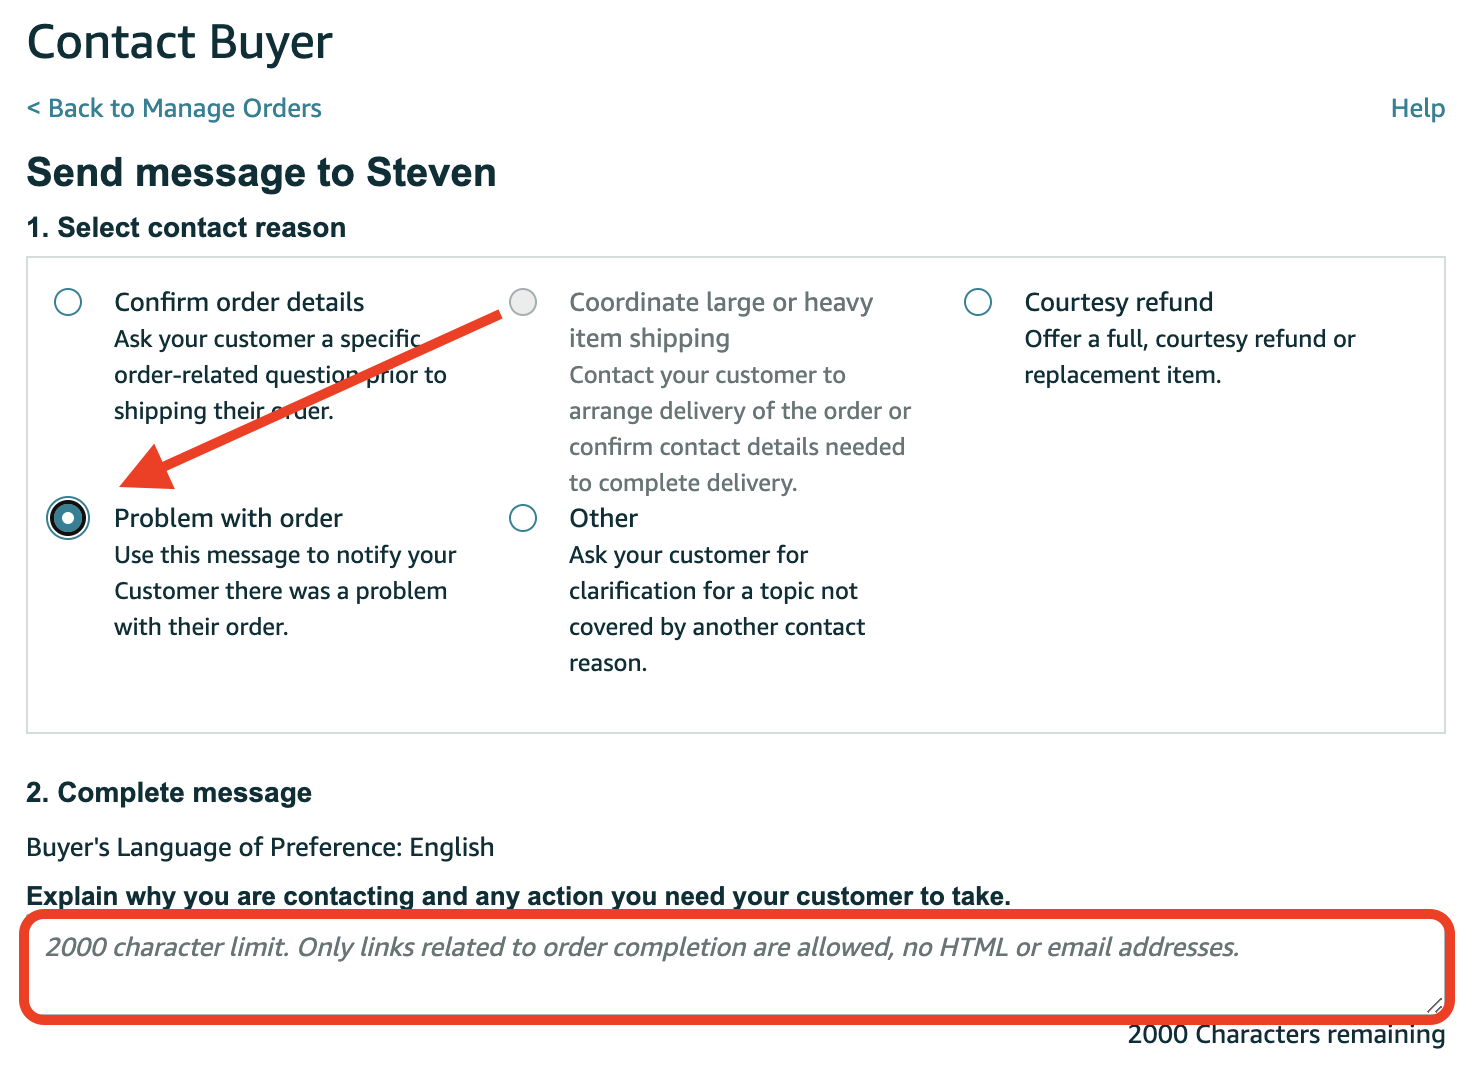 Contact Buyer
< Back to Manage Orders
Help
Send message to Steven
1. Select contact reason
Confirm order details
Ask your customer a specific
order-related question prior to
shipping their order.
Coordinate large or heavy
item shipping
Contact your customer to
arrange delivery of the order or
confirm contact details needed
to complete delivery.
Courtesy refund
Offer a full, courtesy refund or
replacement item.
Problem with order
Use this message to notify your
Customer there was a problem
with their order.
Other
Ask your customer for
clarification for a topic not
covered by another contact
reason.
2. Complete message
Buyer's Language of Preference: English
Explain why you are contacting and any action you need your customer to take.
2000 character limit. Only links related to order completion are allowed, no HTML or email addresses.
2000 Characters remaining